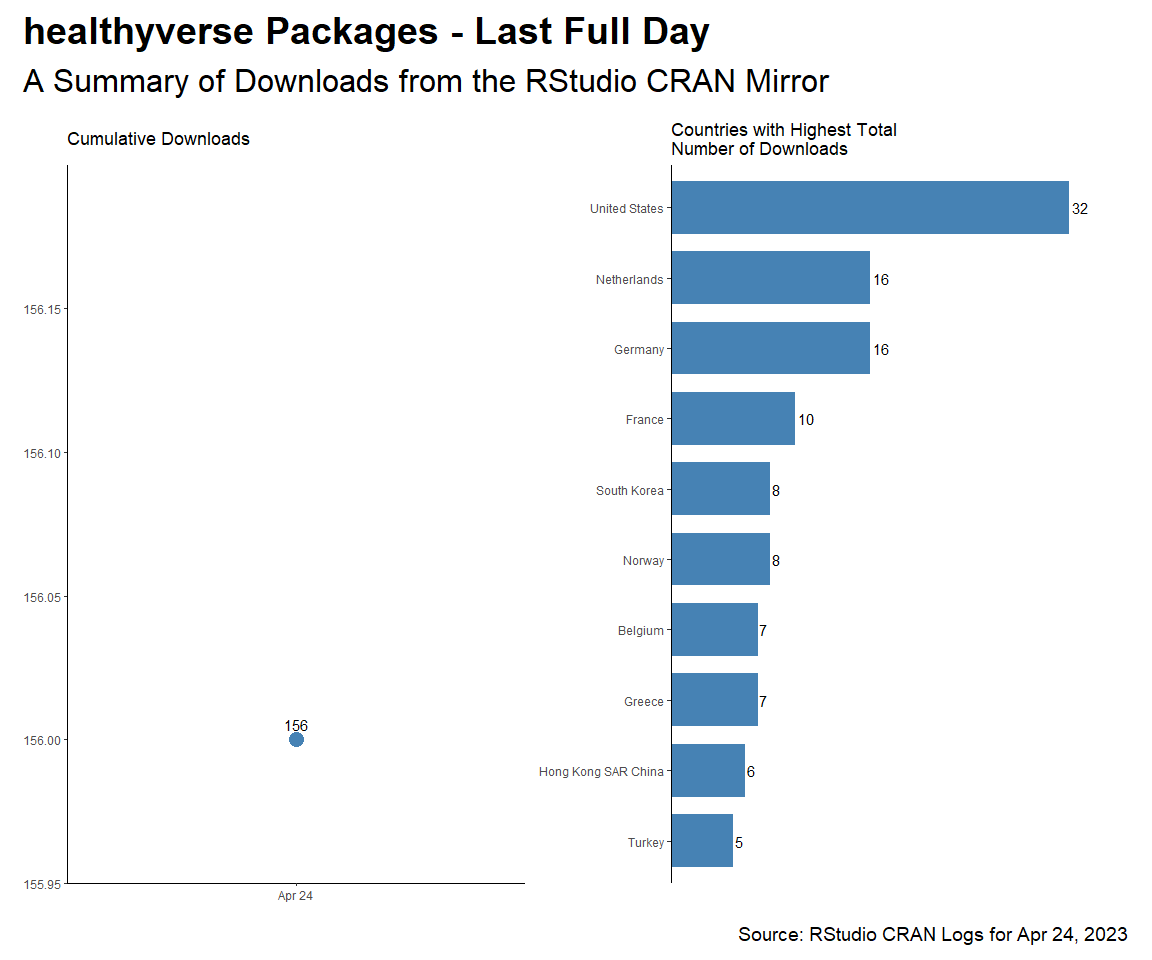 healthyverse Packages - Last Full Day
A Summary of Downloads from the RStudio CRAN Mirror
Cumulative Downloads
156.15
156.10
156.05
156.00
155.95
156
Apr 24
Countries with Highest Total
Number of Downloads
United States 32
Netherlands 16
Germany 16
France 10
South Korea 8
Norway 8
Belgium 7
Greece 7
Hong Kong SAR China 6
Turkey 5
Source: RStudio CRAN Logs for Apr 24, 2023